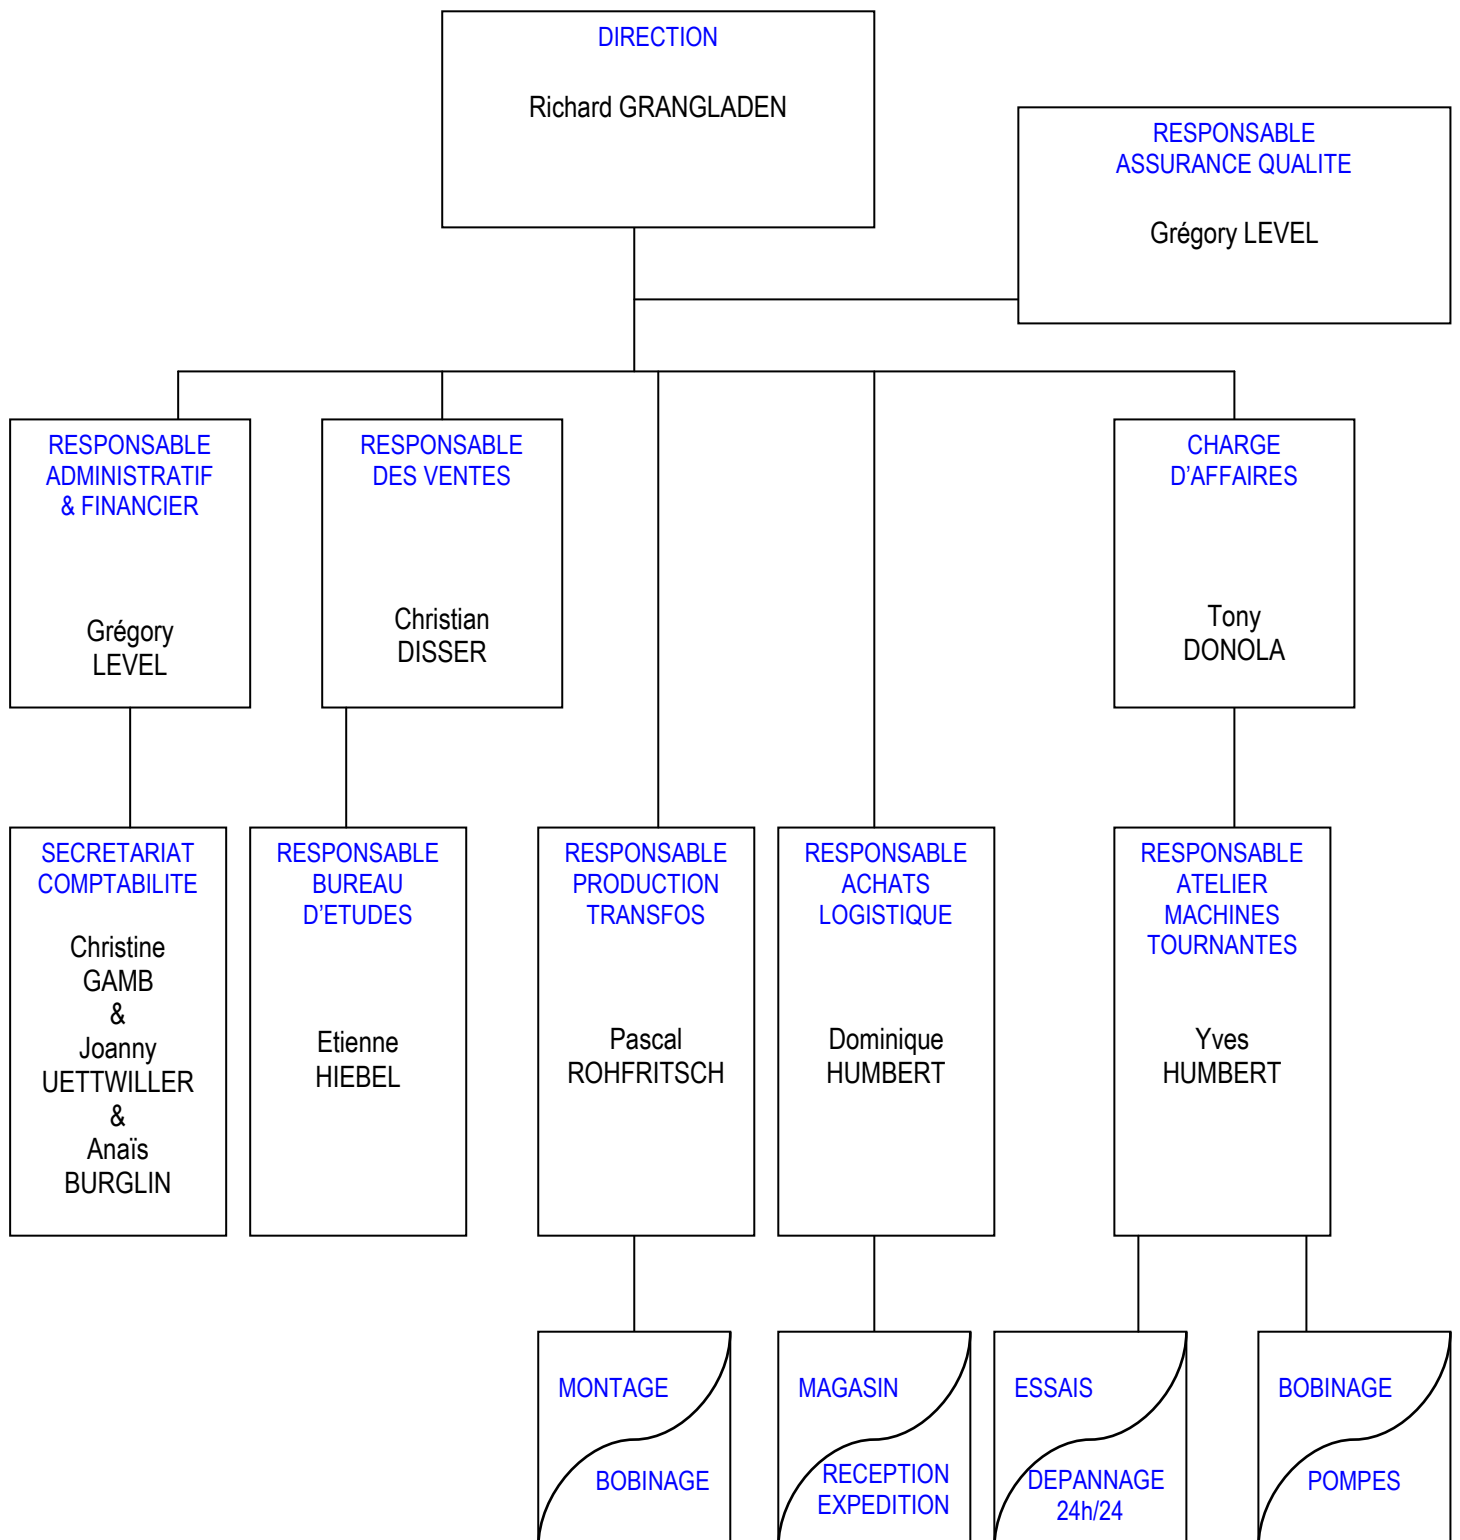 DIRECTION
Richard GRANGLADEN
RESPONSABLE
ASSURANCE QUALITE
Grégory LEVEL
RESPONSABLE
ADMINISTRATIF
& FINANCIER
Grégory
LEVEL
RESPONSABLE
DES VENTES
Christian
DISSER
CHARGE
D'AFFAIRES
Tony
DONOLA
SECRETARIAT
COMPTABILITE
Christine
GAMB
&
Joanny
UETTWILLER
&
Anaïs
BURGLIN
RESPONSABLE
BUREAU
D'ETUDES
Etienne
HIEBEL
RESPONSABLE
PRODUCTION
TRANSFOS
Pascal
ROHFRITSCH
RESPONSABLE
ACHATS
LOGISTIQUE
Dominique
HUMBERT
RESPONSABLE
ATELIER
MACHINES
TOURNANTES
Yves
HUMBERT
MONTAGE
BOBINAGE
MAGASIN
RECEPTION
EXPEDITION
ESSAIS
DEPANNAGE
24h/24
BOBINAGE
POMPES